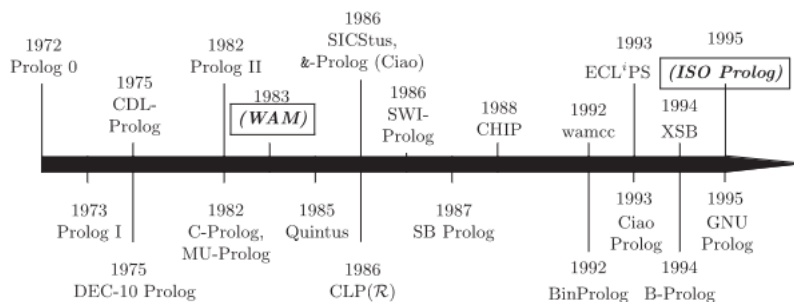 1972
Prolog 0
1975
CDL-
Prolog
1982
Prolog II
1983
(WAM)
1986
SICStus,
&-Prolog (Ciao)
1986
SWI-
Prolog
1988
CHIP
1992
wamcc
1993
ECLⁱPS
1994
XSB
1995
(ISO Prolog)
1973
Prolog I
1975
DEC-10 Prolog
1982
C-Prolog,
MU-Prolog
1985
Quintus
1986
CLP(ℛ)
1987
SB Prolog
1992
BinProlog
1993
Ciao
Prolog
1994
B-Prolog
1995
GNU
Prolog